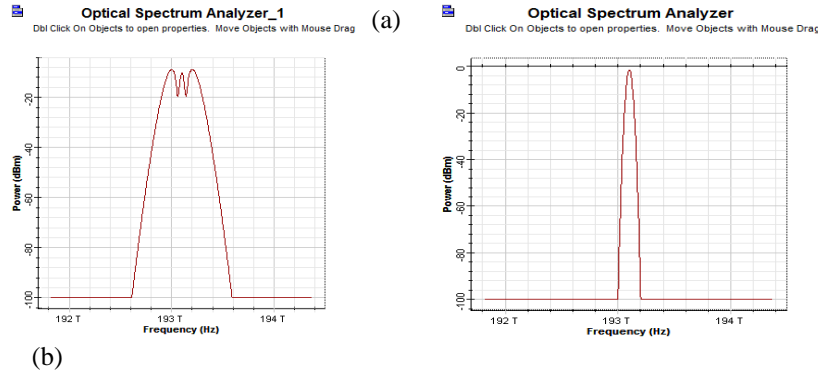 Optical Spectrum Analyzer_1
Dbl Click On Objects to open properties. Move Objects with Mouse Drag
Power (dBm)
-20
-40
-60
-80
-100
192 T
193 T
194 T
Frequency (Hz)
(a)
Optical Spectrum Analyzer
Dbl Click On Objects to open properties. Move Objects with Mouse Drag
Power (dBm)
0
-20
-40
-60
-80
-100
192 T
193 T
194 T
Frequency (Hz)
(b)